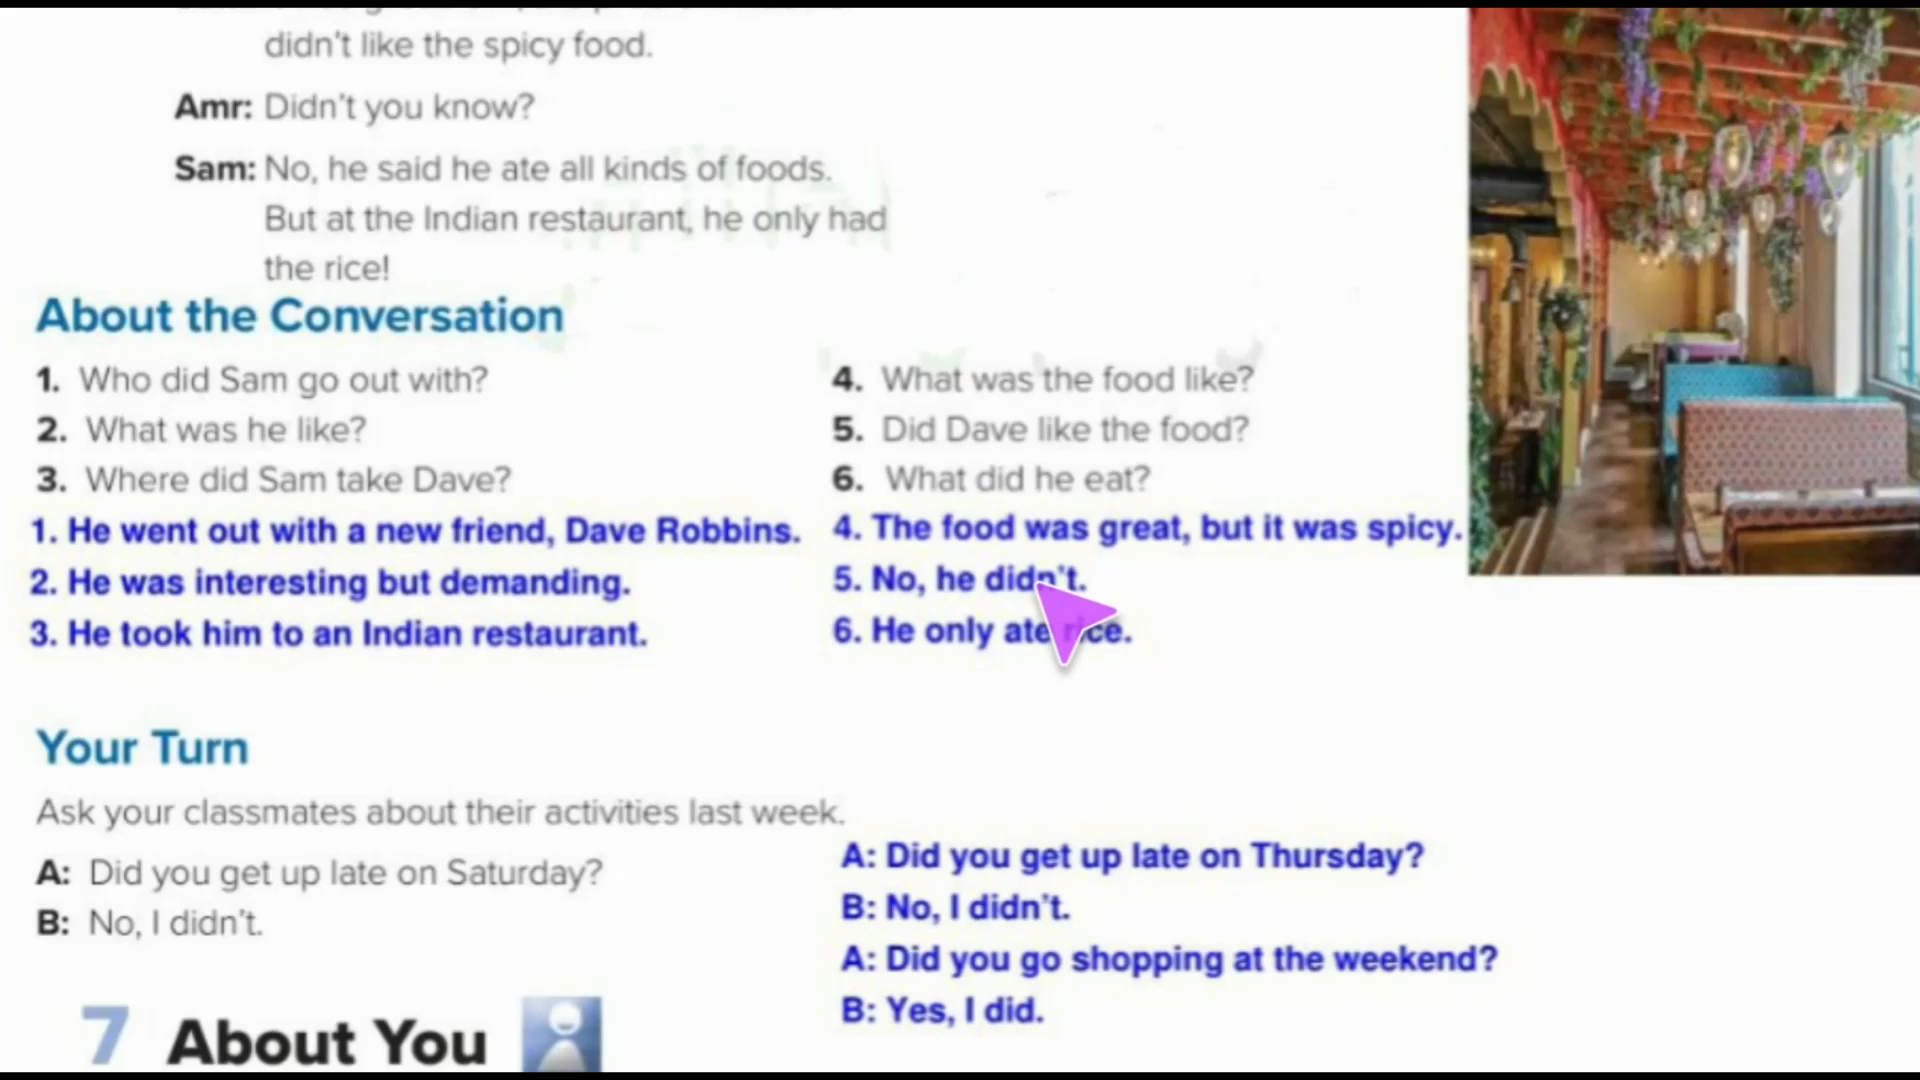 didn't like the spicy food.
Amr: Didn't you know?
Sam: No, he said he ate all kinds of foods.
But at the Indian restaurant, he only had
the rice!
About the Conversation
1. Who did Sam go out with?
2. What was he like?
3. Where did Sam take Dave?
4. What was the food like?
5. Did Dave like the food?
6. What did he eat?
1. He went out with a new friend, Dave Robbins.
2. He was interesting but demanding.
3. He took him to an Indian restaurant.
4. The food was great, but it was spicy.
5. No, he didn't.
6. He only ate rice.
Your Turn
Ask your classmates about their activities last week.
A: Did you get up late on Saturday?
B: No, I didn't.
A: Did you get up late on Thursday?
B: No, I didn't.
A: Did you go shopping at the weekend?
B: Yes, I did.
7 About You